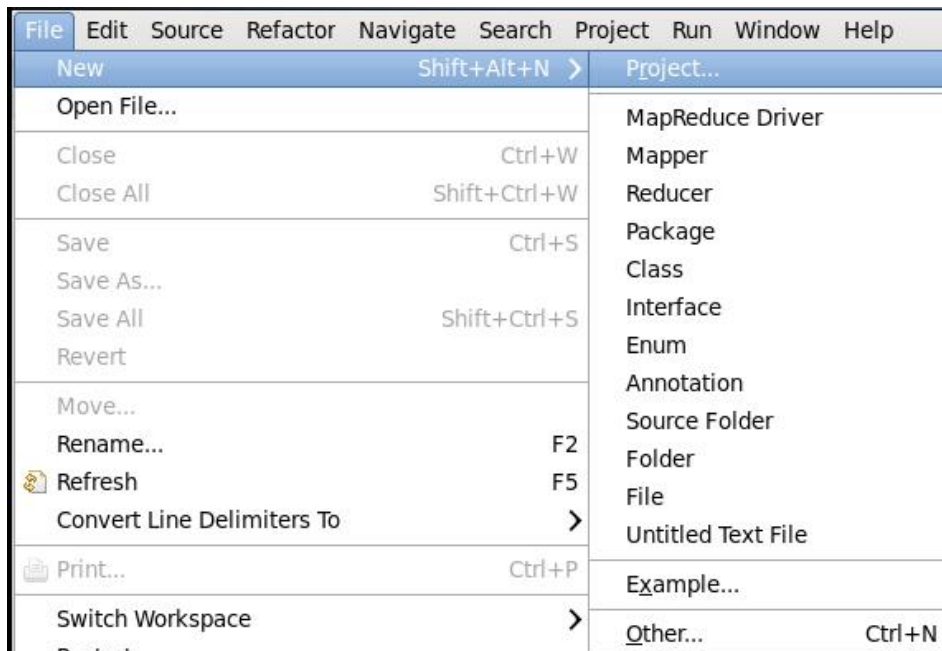 File Edit Source Refactor Navigate Search Project Run Window Help
New Shift+Alt+N
Open File...
Close Ctrl+W
Close All Shift+Ctrl+W
Save Ctrl+S
Save As...
Save All Shift+Ctrl+S
Revert
Move...
Rename... F2
Refresh F5
Convert Line Delimiters To
Print... Ctrl+P
Switch Workspace
Project...
MapReduce Driver
Mapper
Reducer
Package
Class
Interface
Enum
Annotation
Source Folder
Folder
File
Untitled Text File
Example...
Other... Ctrl+N